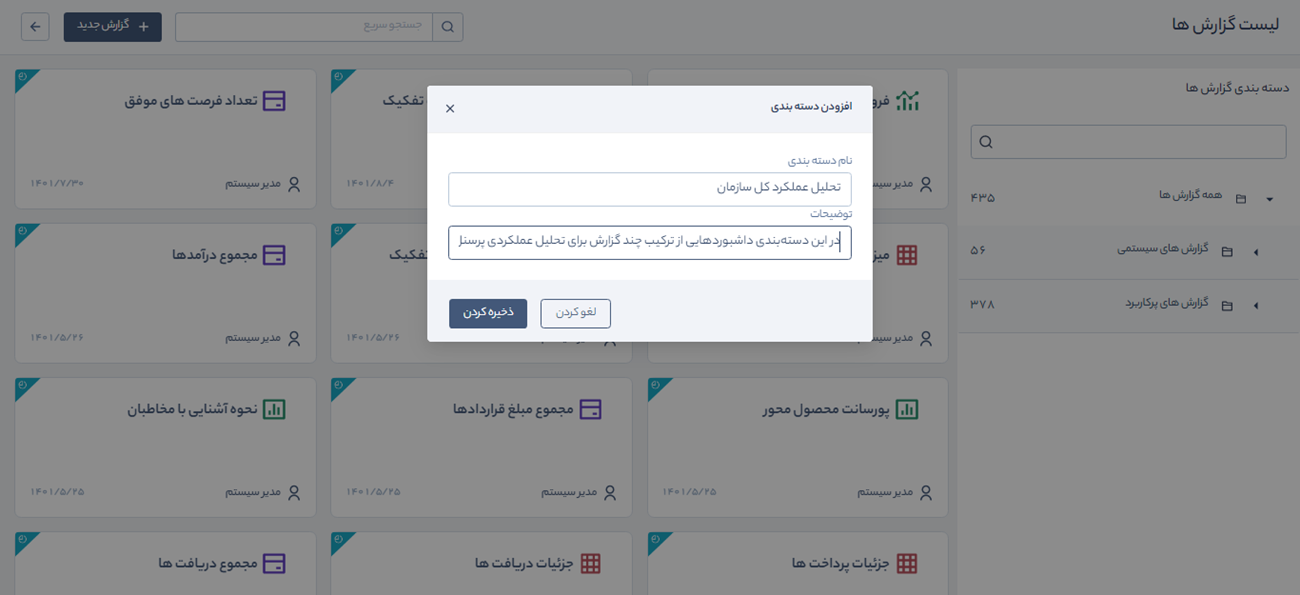 لیست گزارش ها
جستجو سریع
+ گزارش جدید
دسته بندی گزارش ها
همه گزارش ها
۴۳۵
گزارش های سیستمی
۵۶
گزارش های پرکاربرد
۳۷۸
افزودن دسته بندی
نام دسته بندی
تحلیل عملکرد کل سازمان
توضیحات
در این دسته‌بندی داشبوردهایی از ترکیب چند گزارش برای تحلیل عملکردی پرسنل
لغو کردن
ذخیره کردن
تفکیک
تعداد فرصت های موفق
مدیر سیستم
۱۴۰۱/۸/۴
مدیر سیستم
۱۴۰۱/۷/۳۰
تفکیک
مجموع درآمدها
مدیر سیستم
۱۴۰۱/۵/۲۶
مدیر سیستم
۱۴۰۱/۵/۲۶
پورسانت محصول محور
مجموع مبلغ قراردادها
نحوه آشنایی با مخاطبان
مدیر سیستم
۱۴۰۱/۵/۲۵
مدیر سیستم
۱۴۰۱/۵/۲۵
مدیر سیستم
۱۴۰۱/۵/۲۵
جزئیات پرداخت ها
جزئیات دریافت ها
مجموع دریافت ها